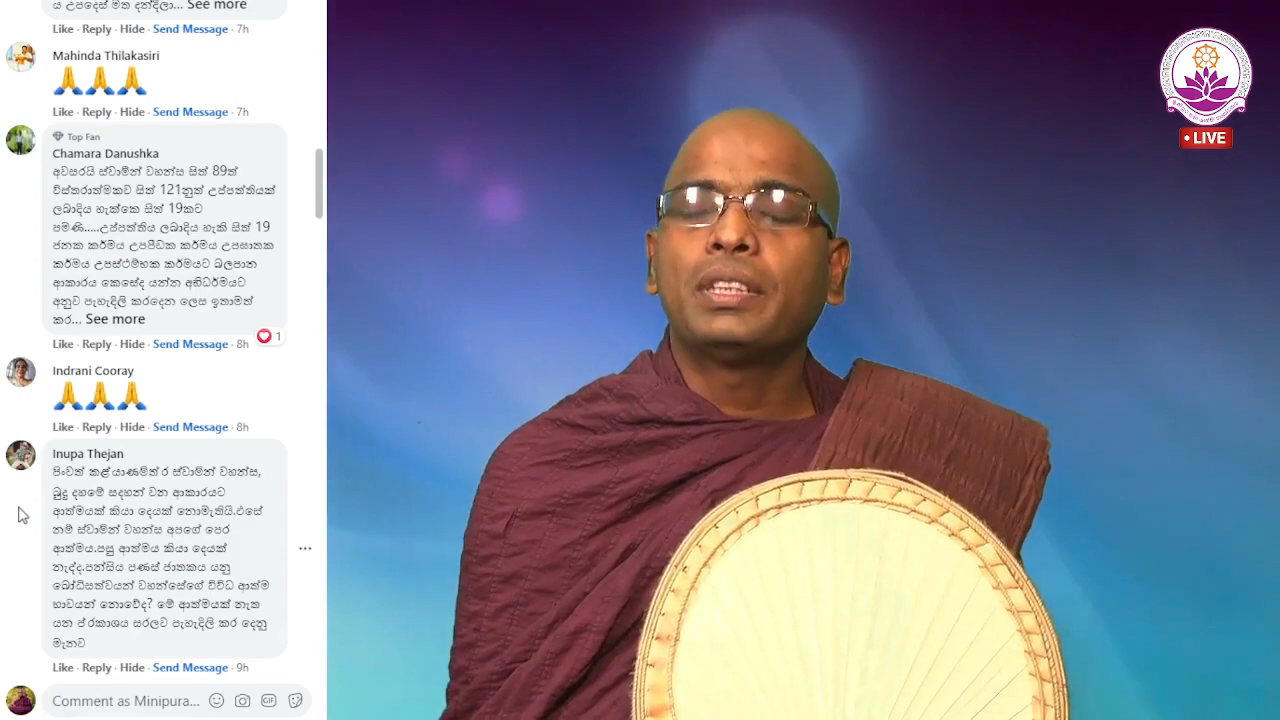 ය උපදෙස් මත දන්දිලා... See more
Like · Reply · Hide · Send Message · 7h
Mahinda Thilakasiri
🙏🙏🙏
Like · Reply · Hide · Send Message · 7h
Top Fan
Chamara Danushka
අවසරයි ස්වාමින් වහන්ස සිත් 89ත්
විස්තරාත්මකව සිත් 121නුත් උප්පත්තියක්
ලබාදිය හැක්කෙ සිත් 19කට
පමණි.....උප්පත්තිය ලබාදිය හැකි සිත් 19
ජනක කර්මය උපපීඩක කර්මය උපඝාතක
කර්මය උපස්ථම්භක කර්මයට බලපාන
ආකාරය කෙසේද යන්න අභිධර්මයට
අනුව පැහැදිලි කරදෙන ලෙස ඉතාමත්
කර... See more
1
Like · Reply · Hide · Send Message · 8h
Indrani Cooray
🙏🙏🙏
Like · Reply · Hide · Send Message · 8h
Inupa Thejan
පිංවත් කළ්යාණමිත් ර ස්වාමින් වහන්ස,
බුදු දහමේ සදහන් වන ආකාරයට
ආත්මයක් කියා දෙයක් නොමැතියි.එසේ
නම් ස්වාමින් වහන්ස අපගේ පෙර
ආත්මය.පසු ආත්මය කියා දෙයක්
නැද්ද.පන්සිය පණස් ජාතකය යනු
බෝධිසත්වයන් වහන්සේගේ විවිධ ආත්ම
භාවයන් නොවේද? මේ ආත්මයක් නැත
යන ප් රකාශය සරලව පැහැදිලි කර දෙනු
මැනව
Like · Reply · Hide · Send Message · 9h
Comment as Minipura...
GIF
• LIVE